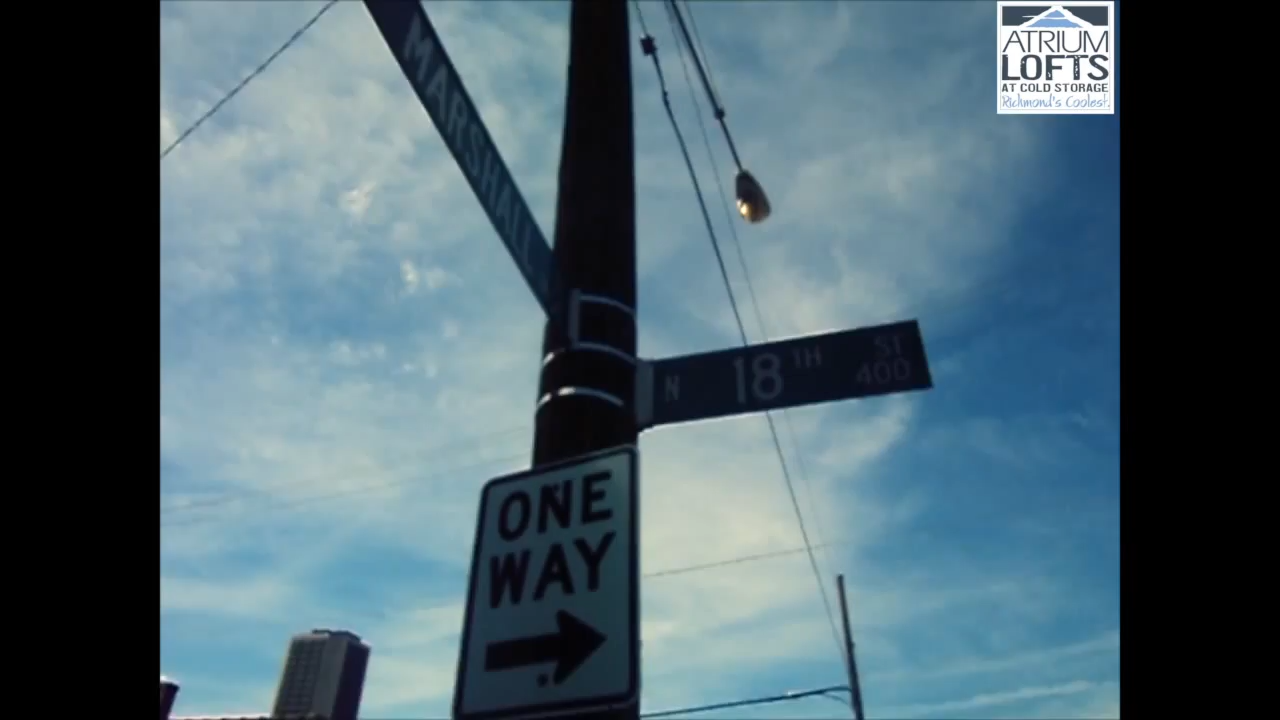 ATRIUM
LOFTS
AT COLD STORAGE
Richmond's Coolest.
MARSHALL
N 18TH ST
400
ONE
WAY